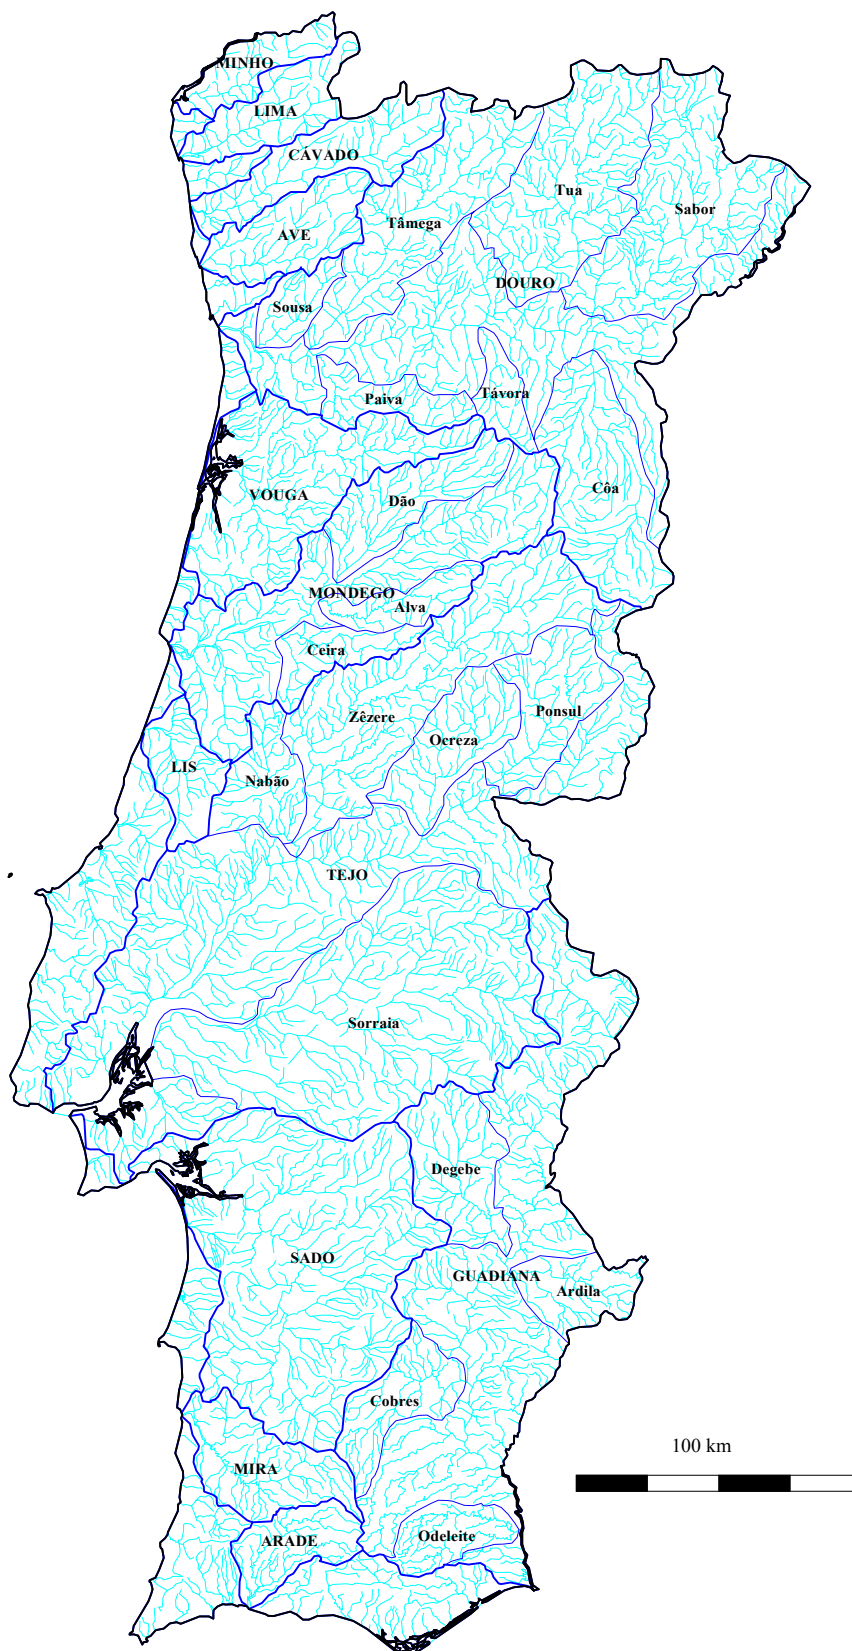 MINHO
LIMA
CÁVADO
Tua
Sabor
Tâmega
AVE
DOURO
Sousa
Paiva
Távora
VOUGA
Côa
Dão
MONDEGO
Alva
Ceira
Zêzere
Ponsul
Ocreza
LIS
Nabão
TEJO
Sorraia
Degebe
SADO
GUADIANA
Ardila
Cobres
100 km
MIRA
Odeleite
ARADE